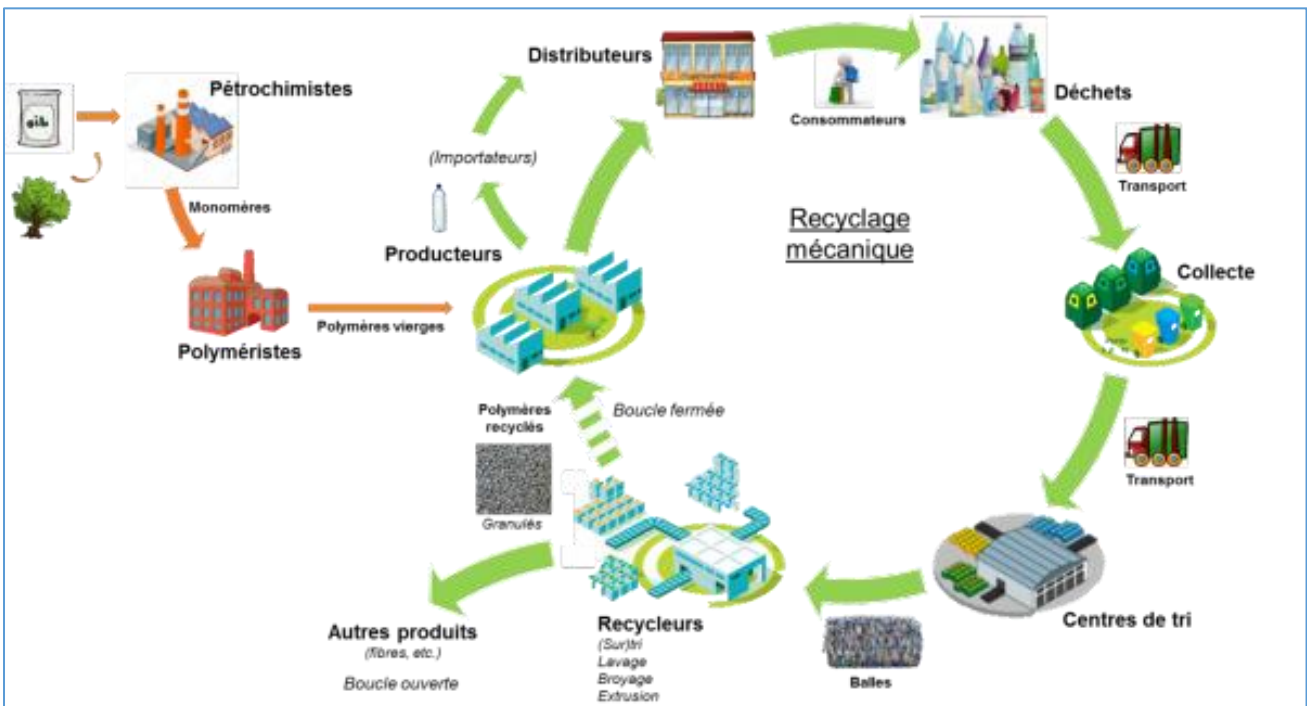 Distributeurs
Consommateurs
Déchets
Pétrochimistes
oil
(Importateurs)
Transport
Monomères
Recyclage
mécanique
Producteurs
Collecte
Polymères vierges
Polyméristes
Polymères
recyclés
Boucle fermée
Transport
Granulés
Centres de tri
Autres produits
(fibres, etc.)
Boucle ouverte
Recycleurs
(Sur)tri
Lavage
Broyage
Extrusion
Balles